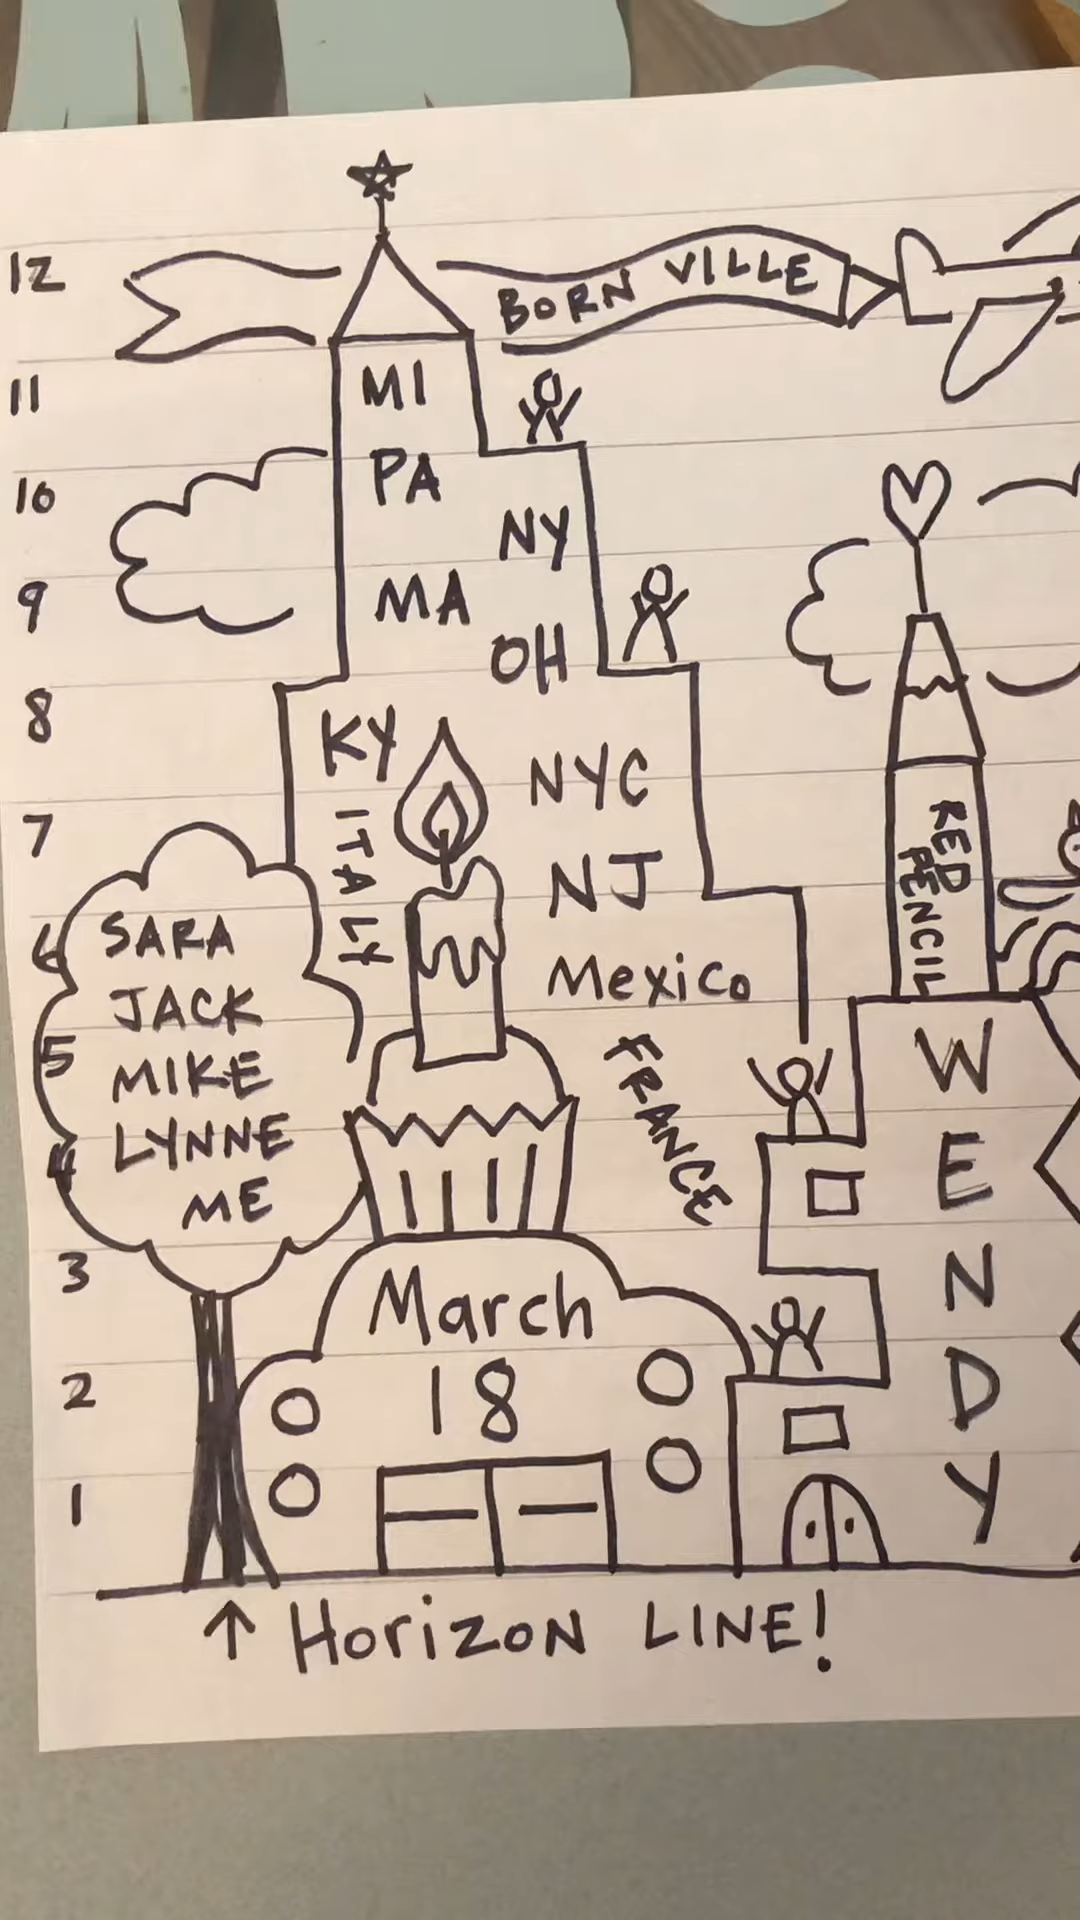 12
BORN VILLE
11
MI
10
PA
NY
9
MA
OH
8
KY
NYC
7
ITALY
NJ
RED
PENCIL
6
SARA
Mexico
JACK
5
MIKE
FRANCE
LYNNE
4
ME
WENDY
3
March
2
18
1
↑ HORIZON LINE!